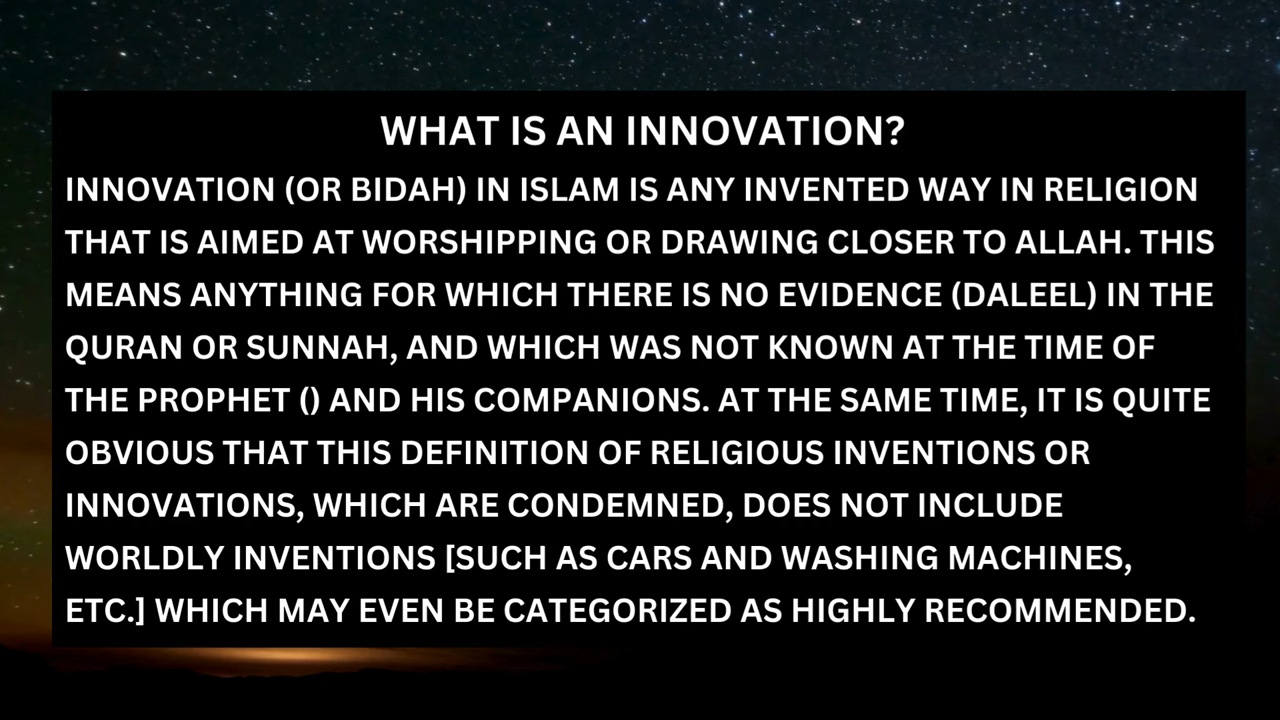 WHAT IS AN INNOVATION?
INNOVATION (OR BIDAH) IN ISLAM IS ANY INVENTED WAY IN RELIGION
THAT IS AIMED AT WORSHIPPING OR DRAWING CLOSER TO ALLAH. THIS
MEANS ANYTHING FOR WHICH THERE IS NO EVIDENCE (DALEEL) IN THE
QURAN OR SUNNAH, AND WHICH WAS NOT KNOWN AT THE TIME OF
THE PROPHET () AND HIS COMPANIONS. AT THE SAME TIME, IT IS QUITE
OBVIOUS THAT THIS DEFINITION OF RELIGIOUS INVENTIONS OR
INNOVATIONS, WHICH ARE CONDEMNED, DOES NOT INCLUDE
WORLDLY INVENTIONS [SUCH AS CARS AND WASHING MACHINES,
ETC.] WHICH MAY EVEN BE CATEGORIZED AS HIGHLY RECOMMENDED.